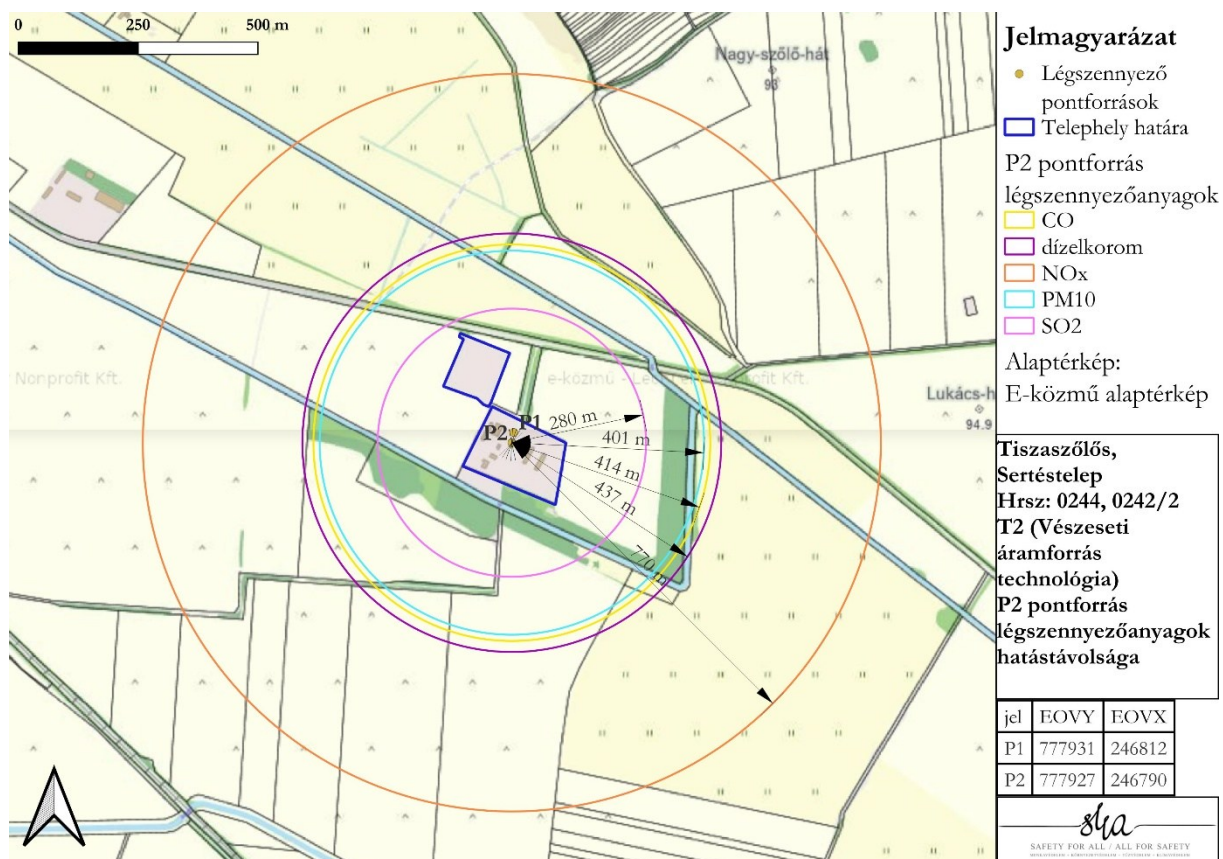 0 250 500 m
Nagy-szőlő-hát
93
Nonprofit Kft.
e-közmű - Le
profit Kft.
Lukács-h
94.9
P1
P2
280 m
401 m
414 m
437 m
770 m
Jelmagyarázat
Légszennyező
pontforrások
Telephely határa
P2 pontforrás
légszennyezőanyagok
CO
dízelkorom
NOx
PM10
SO2
Alaptérkép:
E-közmű alaptérkép
Tiszaszőlős,
Sertéstelep
Hrsz: 0244, 0242/2
T2 (Vészeseti
áramforrás
technológia)
P2 pontforrás
légszennyezőanyagok
hatástávolsága
jel EOVY EOVX
P1 777931 246812
P2 777927 246790
sha
SAFETY FOR ALL / ALL FOR SAFETY